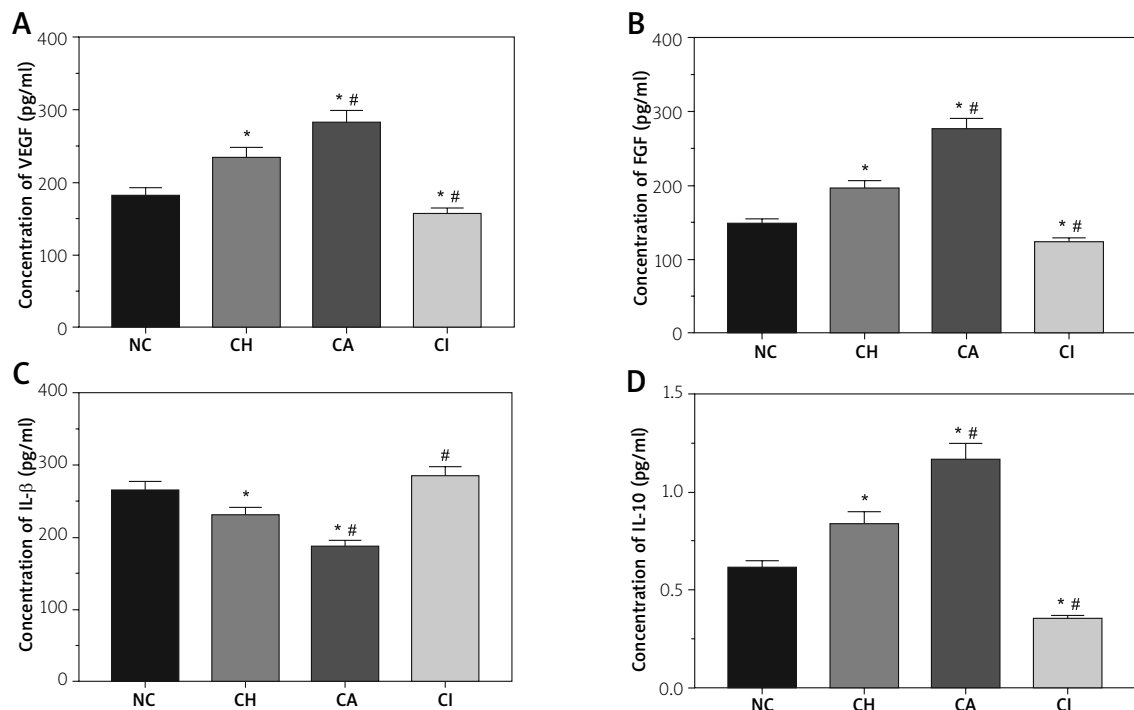 A
Concentration of VEGF (pg/ml)
400
300
200
100
0
*
* #
* #
NC CH CA CI
B
Concentration of FGF (pg/ml)
400
300
200
100
0
*
* #
* #
NC CH CA CI
C
Concentration of IL-β (pg/ml)
400
300
200
100
0
*
* #
#
NC CH CA CI
D
Concentration of IL-10 (pg/ml)
1.5
1.0
0.5
0.0
*
* #
* #
NC CH CA CI